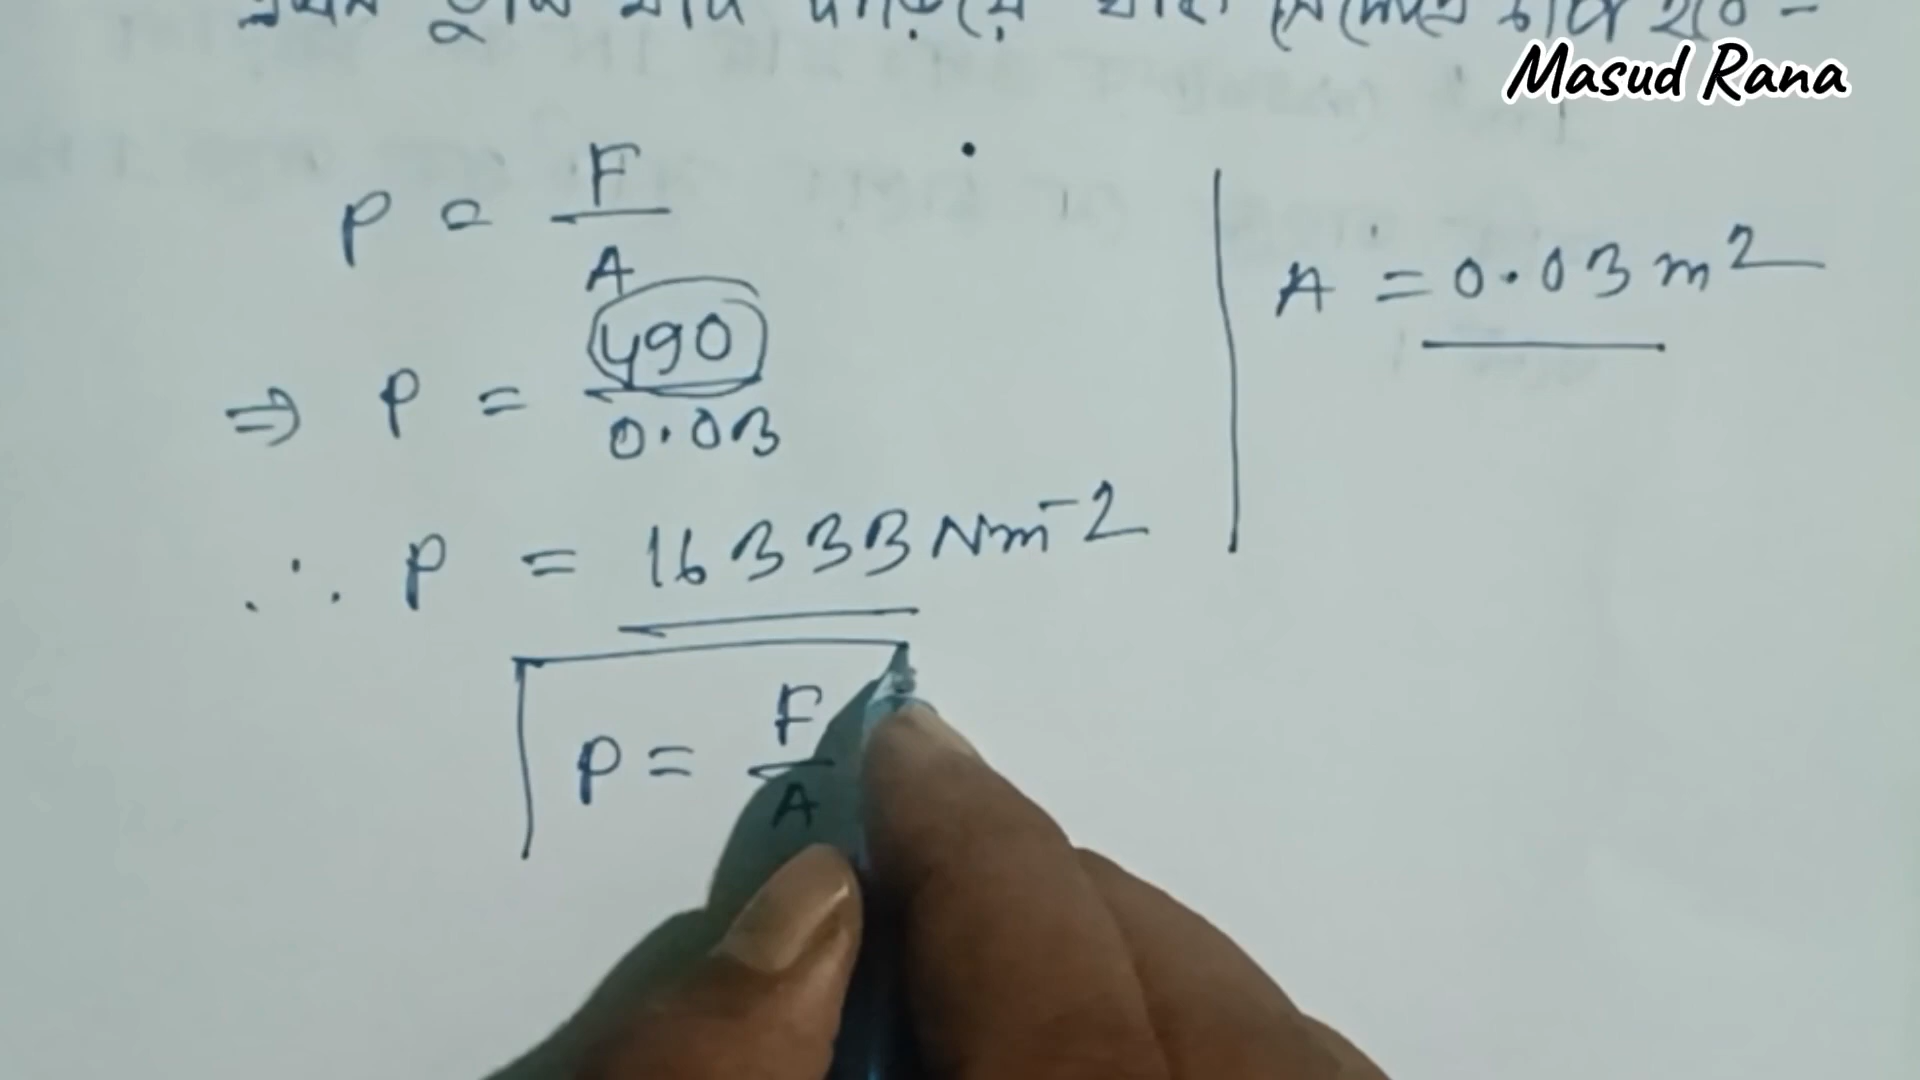 Masud Rana
P = F/A
A = 0.03 m²
⇒ P = 490/0.03
∴ P = 16333 Nm⁻²
P = F/A